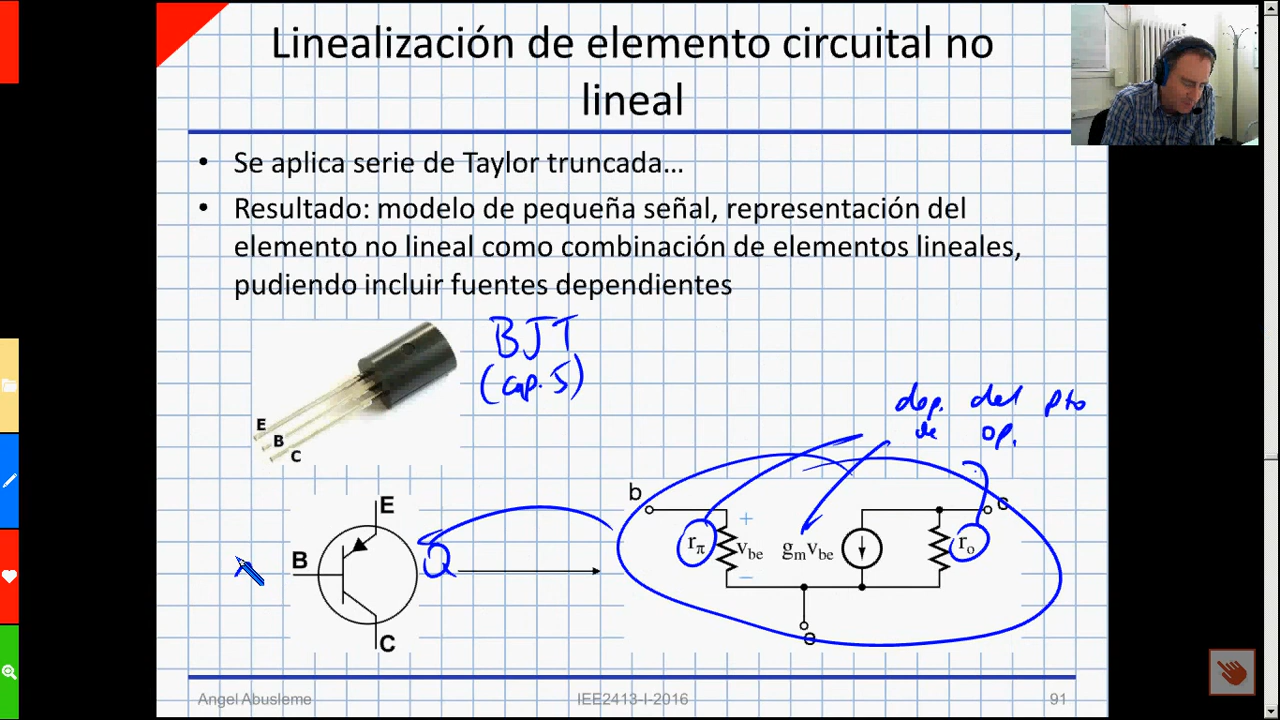 Linealización de elemento circuital no
lineal
• Se aplica serie de Taylor truncada...
• Resultado: modelo de pequeña señal, representación del
elemento no lineal como combinación de elementos lineales,
pudiendo incluir fuentes dependientes
BJT
(cap. 5)
E
B
C
dep. del pto
de op.
E
B
C
Q
b
c
rπ
+
vbe
−
gmvbe
ro
e
Angel Abusleme
IEE2413-I-2016
91